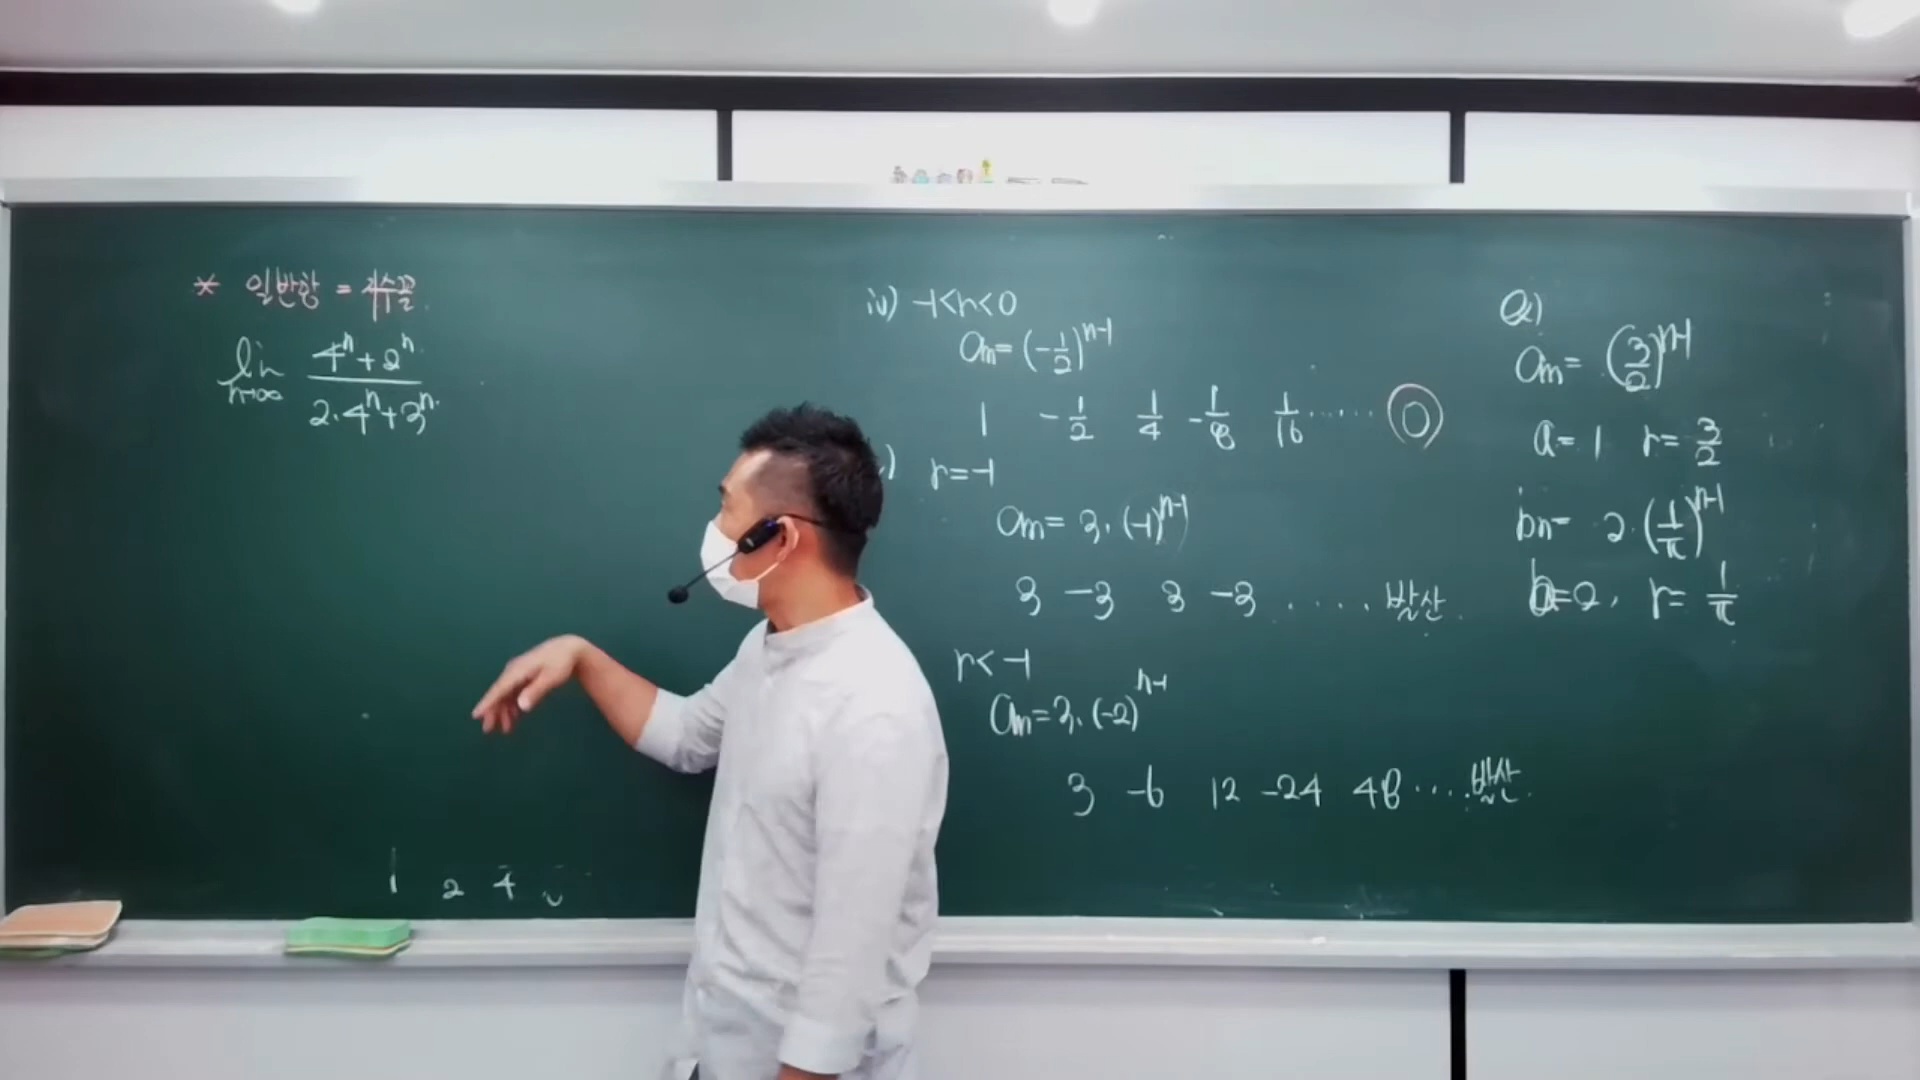 * 일반항 = 지수꼴
lim n→∞ (4ⁿ+2ⁿ)/(2·4ⁿ+3ⁿ)
1 2 4
iv) -1<r<0
an= (-1/2)ⁿ⁻¹
1 -1/2 1/4 -1/8 1/16 ······ 0
) r=-1
an= 3·(-1)ⁿ⁻¹
3 -3 3 -3 ····· 발산
r<-1
an=3·(-2)ⁿ⁻¹
3 -6 12 -24 48 ···· 발산
Q)
an= (3/2)ⁿ⁻¹
a=1 r= 3/2
bn= 2·(1/π)ⁿ⁻¹
b=2, r= 1/π